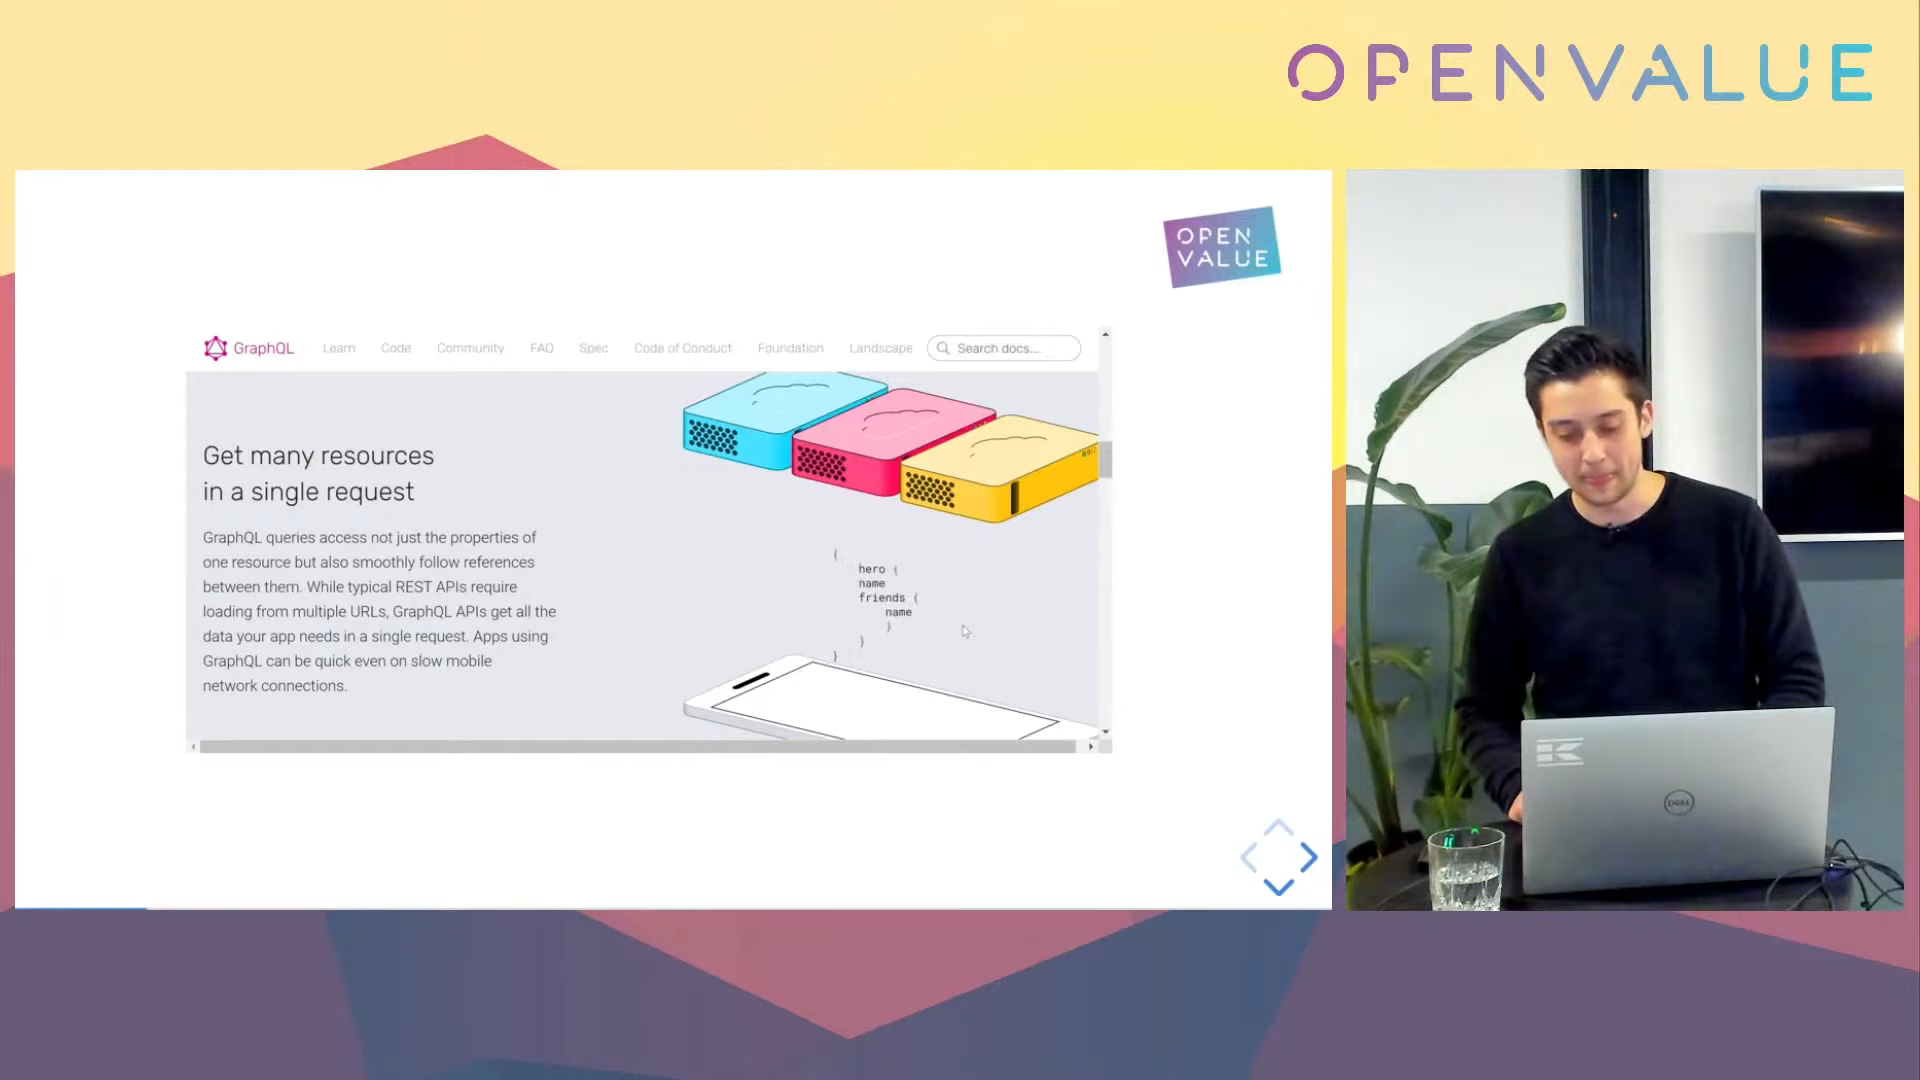 OPENVALUE
OPEN
VALUE
GraphQL Learn Code Community FAQ Spec Code of Conduct Foundation Landscape Search docs...
Get many resources
in a single request
GraphQL queries access not just the properties of
one resource but also smoothly follow references
between them. While typical REST APIs require
loading from multiple URLs, GraphQL APIs get all the
data your app needs in a single request. Apps using
GraphQL can be quick even on slow mobile
network connections.
{
hero {
name
friends {
name
}
}
}
DELL